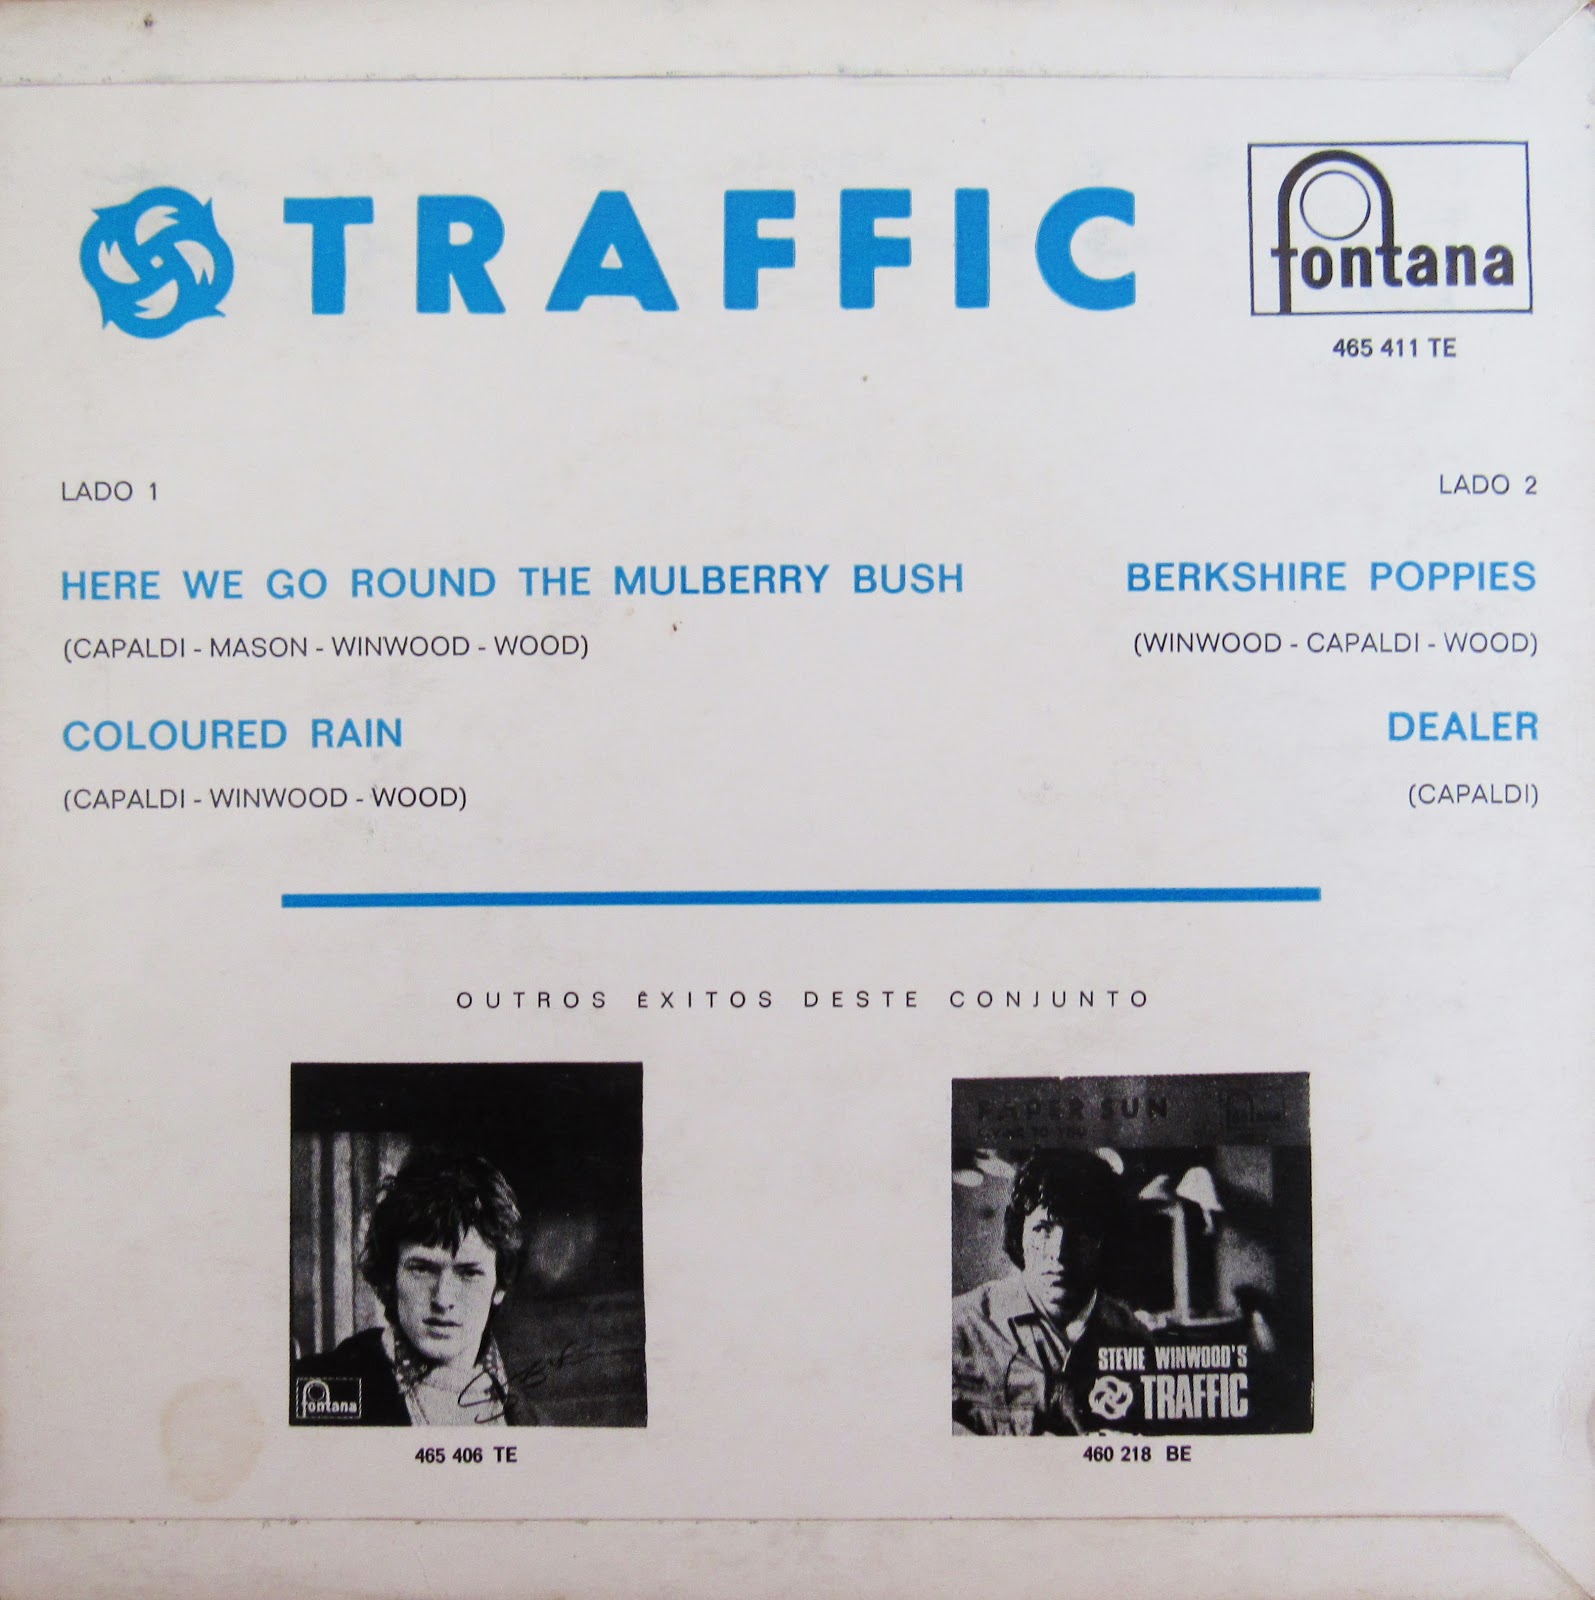 TRAFFIC
fontana
465 411 TE
LADO 1
LADO 2
HERE WE GO ROUND THE MULBERRY BUSH
(CAPALDI - MASON - WINWOOD - WOOD)
COLOURED RAIN
(CAPALDI - WINWOOD - WOOD)
BERKSHIRE POPPIES
(WINWOOD - CAPALDI - WOOD)
DEALER
(CAPALDI)
OUTROS ÊXITOS DESTE CONJUNTO
fontana
465 406 TE
PAPER SUN
STEVIE WINWOOD'S
TRAFFIC
460 218 BE